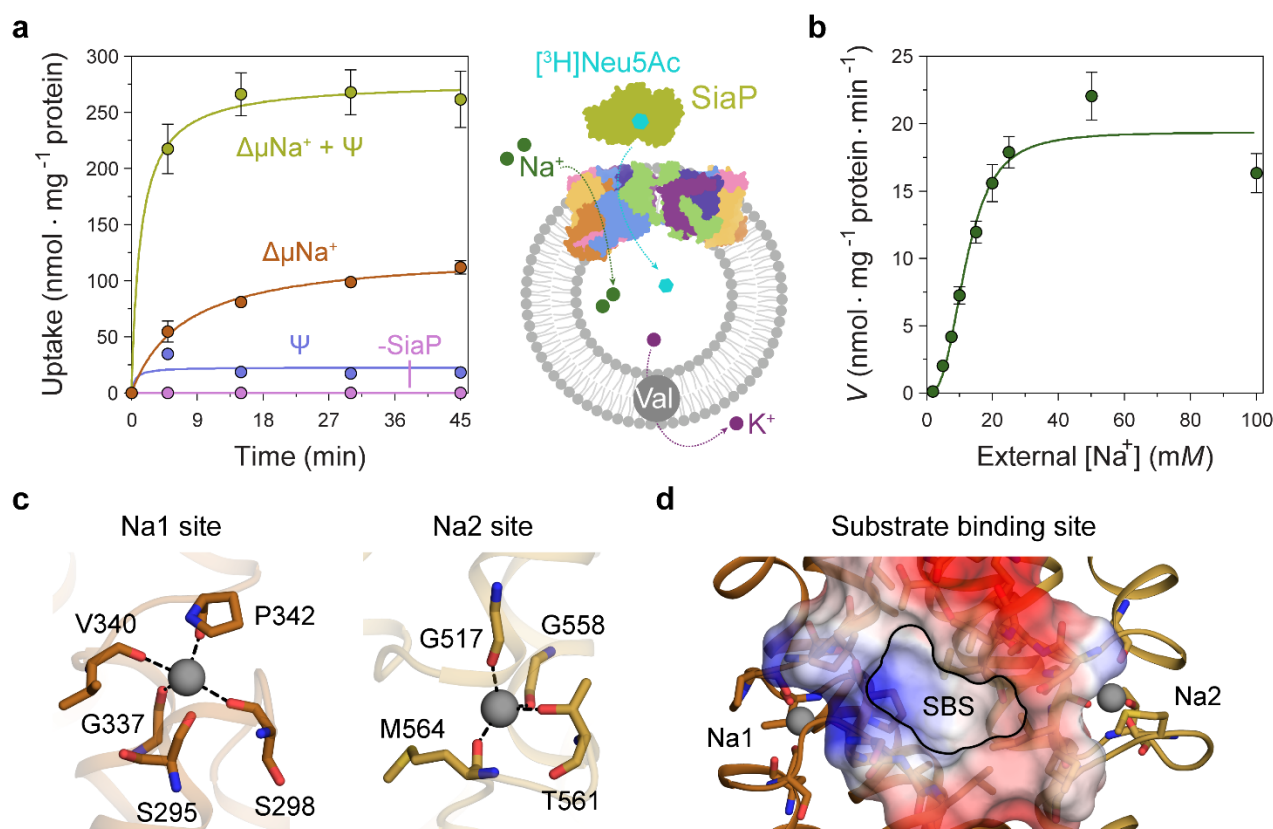 a
300
250
200
150
100
50
0
Uptake (nmol · mg⁻¹ protein)
ΔμNa⁺ + Ψ
ΔμNa⁺
Ψ
-SiaP
0 9 18 27 36 45
Time (min)
[³H]Neu5Ac
SiaP
Na⁺
Val
K⁺
b
25
20
15
10
5
0
V (nmol · mg⁻¹ protein · min⁻¹)
0 20 40 60 80 100
External [Na⁺] (mM)
c
Na1 site
P342
V340
G337
S295
S298
Na2 site
G517
G558
M564
T561
d
Substrate binding site
SBS
Na1
Na2